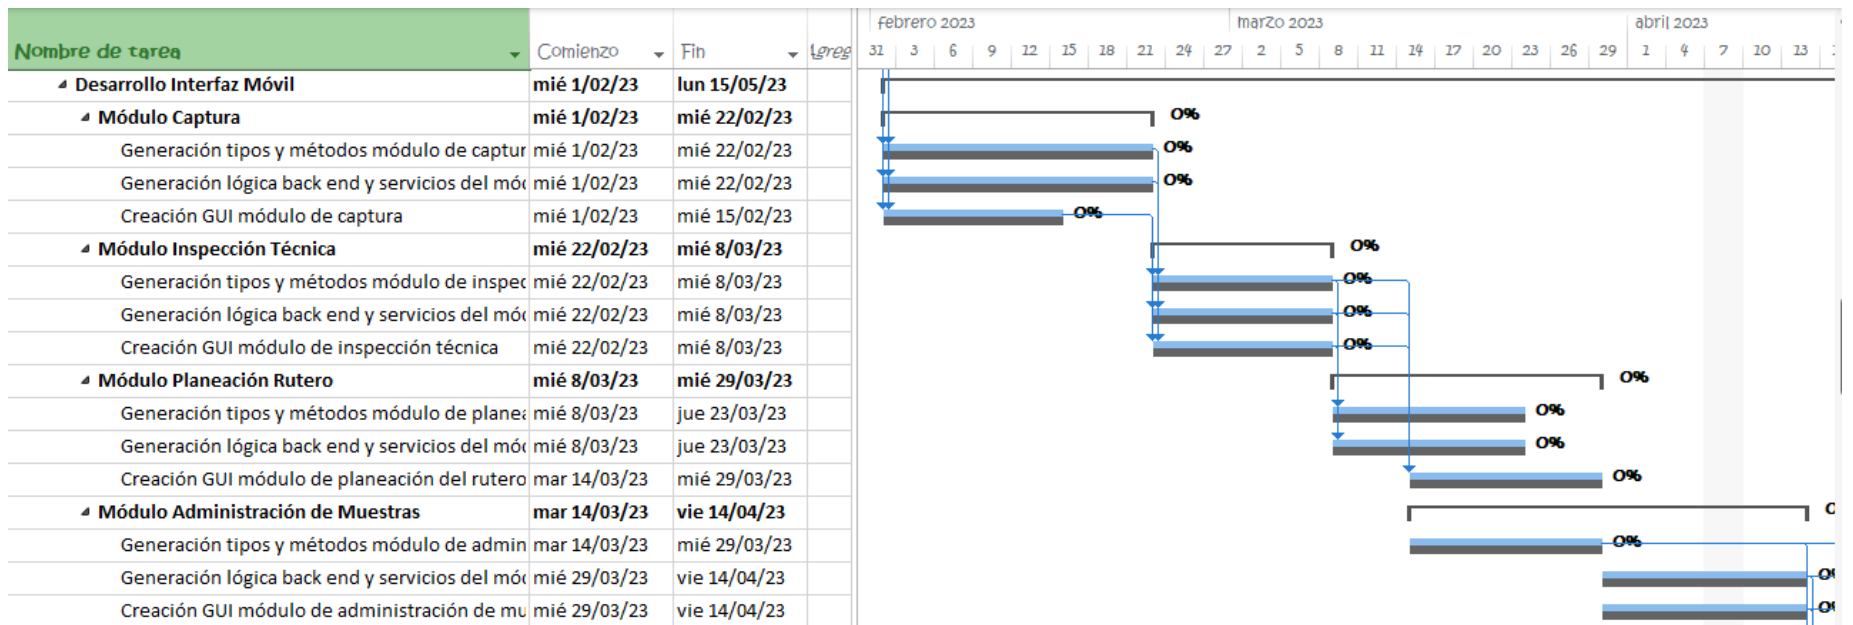 febrero 2023 marzo 2023 abril 2023
Nombre de tarea Comienzo Fin Agreg 31 3 6 9 12 15 18 21 24 27 2 5 8 11 14 17 20 23 26 29 1 4 7 10 13
Desarrollo Interfaz Móvil mié 1/02/23 lun 15/05/23
Módulo Captura mié 1/02/23 mié 22/02/23 0%
Generación tipos y métodos módulo de captur mié 1/02/23 mié 22/02/23 0%
Generación lógica back end y servicios del mó mié 1/02/23 mié 22/02/23 0%
Creación GUI módulo de captura mié 1/02/23 mié 15/02/23 0%
Módulo Inspección Técnica mié 22/02/23 mié 8/03/23 0%
Generación tipos y métodos módulo de inspec mié 22/02/23 mié 8/03/23 0%
Generación lógica back end y servicios del mó mié 22/02/23 mié 8/03/23 0%
Creación GUI módulo de inspección técnica mié 22/02/23 mié 8/03/23 0%
Módulo Planeación Rutero mié 8/03/23 mié 29/03/23 0%
Generación tipos y métodos módulo de planea mié 8/03/23 jue 23/03/23 0%
Generación lógica back end y servicios del mó mié 8/03/23 jue 23/03/23 0%
Creación GUI módulo de planeación del rutero mar 14/03/23 mié 29/03/23 0%
Módulo Administración de Muestras mar 14/03/23 vie 14/04/23 0
Generación tipos y métodos módulo de admin mar 14/03/23 mié 29/03/23 0%
Generación lógica back end y servicios del mó mié 29/03/23 vie 14/04/23 0
Creación GUI módulo de administración de mu mié 29/03/23 vie 14/04/23 0